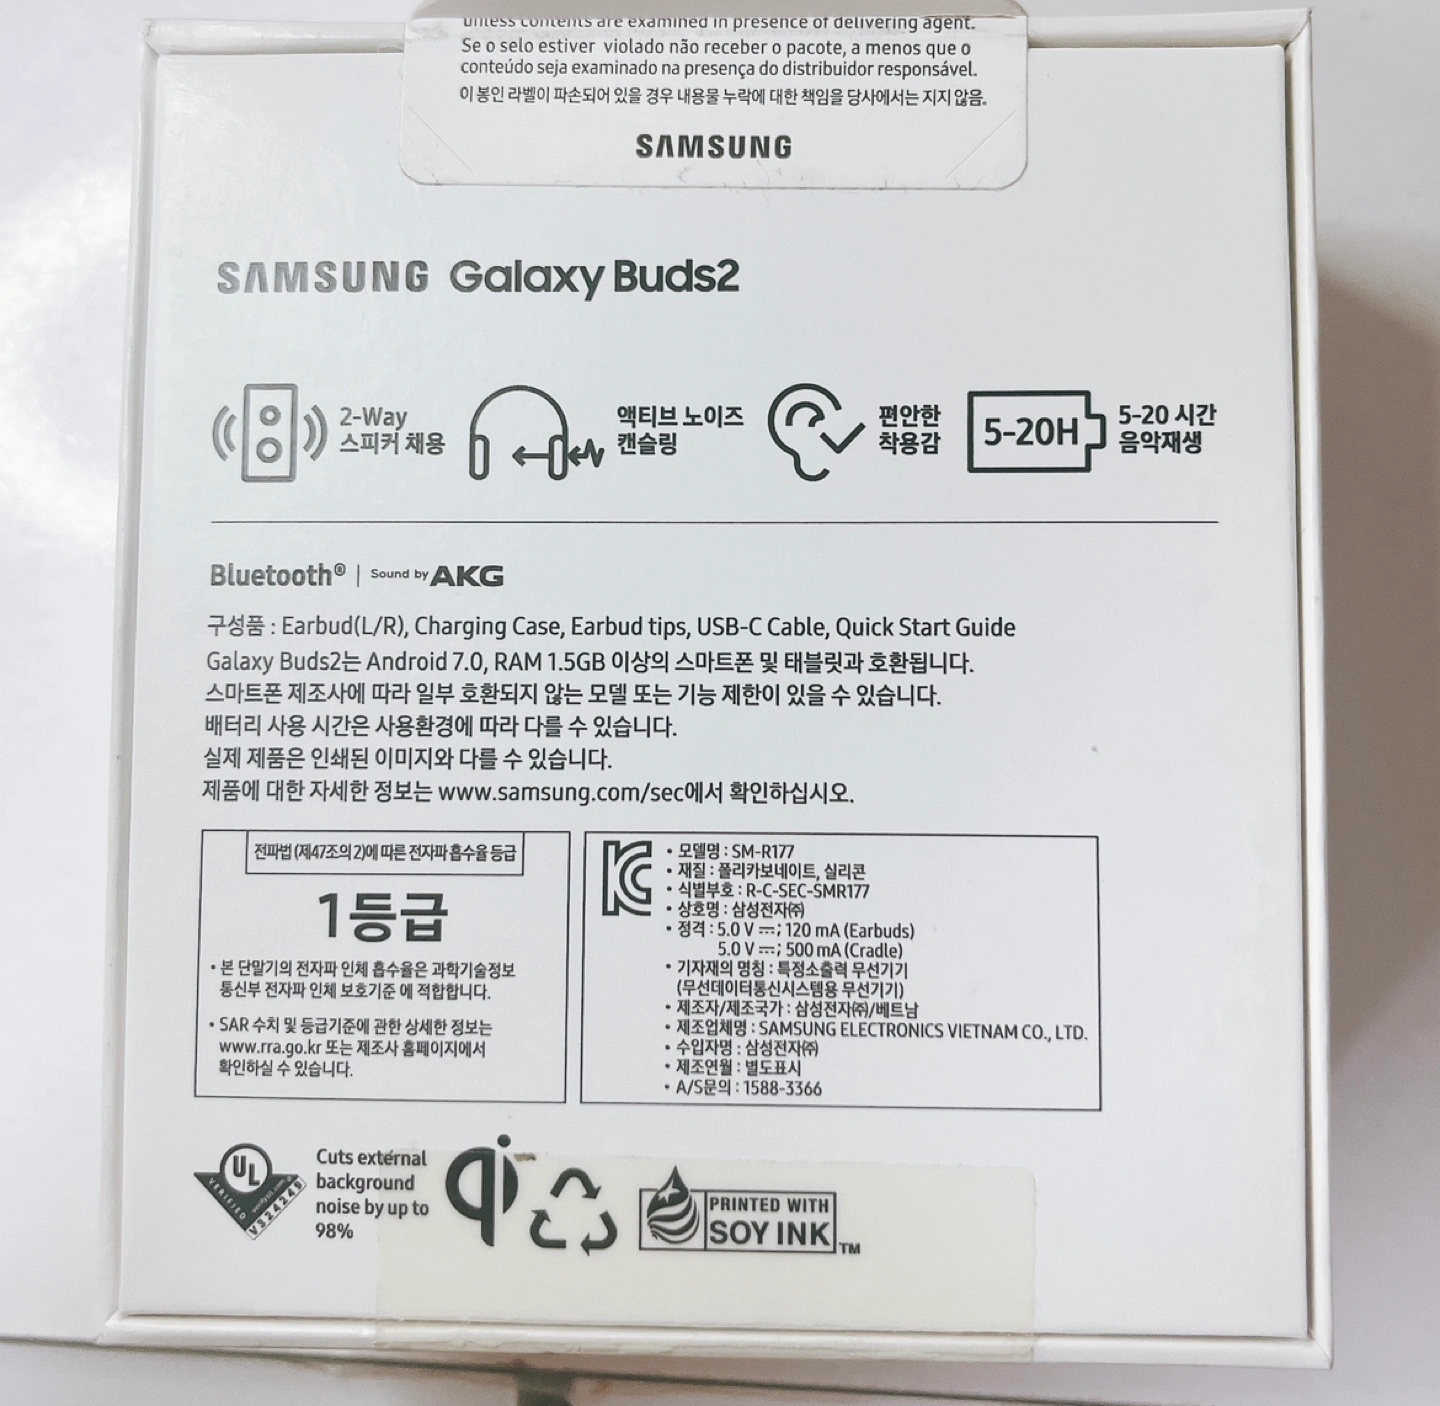 unless contents are examined in presence of delivering agent.
Se o selo estiver violado não receber o pacote, a menos que o
conteúdo seja examinado na presença do distribuidor responsável.
이 봉인 라벨이 파손되어 있을 경우 내용물 누락에 대한 책임을 당사에서는 지지 않음.
SAMSUNG
SAMSUNG Galaxy Buds2
2-Way
스피커 채용
액티브 노이즈
캔슬링
편안한
착용감
5-20H
5-20 시간
음악재생
Bluetooth® | Sound by AKG
구성품 : Earbud(L/R), Charging Case, Earbud tips, USB-C Cable, Quick Start Guide
Galaxy Buds2는 Android 7.0, RAM 1.5GB 이상의 스마트폰 및 태블릿과 호환됩니다.
스마트폰 제조사에 따라 일부 호환되지 않는 모델 또는 기능 제한이 있을 수 있습니다.
배터리 사용 시간은 사용환경에 따라 다를 수 있습니다.
실제 제품은 인쇄된 이미지와 다를 수 있습니다.
제품에 대한 자세한 정보는 www.samsung.com/sec에서 확인하십시오.
전파법 (제47조의 2)에 따른 전자파 흡수율 등급
1등급
• 본 단말기의 전자파 인체 흡수율은 과학기술정보
통신부 전자파 인체 보호기준 에 적합합니다.
• SAR 수치 및 등급기준에 관한 상세한 정보는
www.rra.go.kr 또는 제조사 홈페이지에서
확인하실 수 있습니다.
• 모델명 : SM-R177
• 재질 : 폴리카보네이트, 실리콘
• 식별부호 : R-C-SEC-SMR177
• 상호명 : 삼성전자㈜
• 정격 : 5.0 V ⎓; 120 mA (Earbuds)
5.0 V ⎓; 500 mA (Cradle)
• 기자재의 명칭 : 특정소출력 무선기기
(무선데이터통신시스템용 무선기기)
• 제조자/제조국가 : 삼성전자㈜/베트남
• 제조업체명 : SAMSUNG ELECTRONICS VIETNAM CO., LTD.
• 수입자명 : 삼성전자㈜
• 제조연월 : 별도표시
• A/S문의 : 1588-3366
UL
VERIFIED
VS24249
Cuts external
background
noise by up to
98%
qi
PRINTED WITH
SOY INK
TM